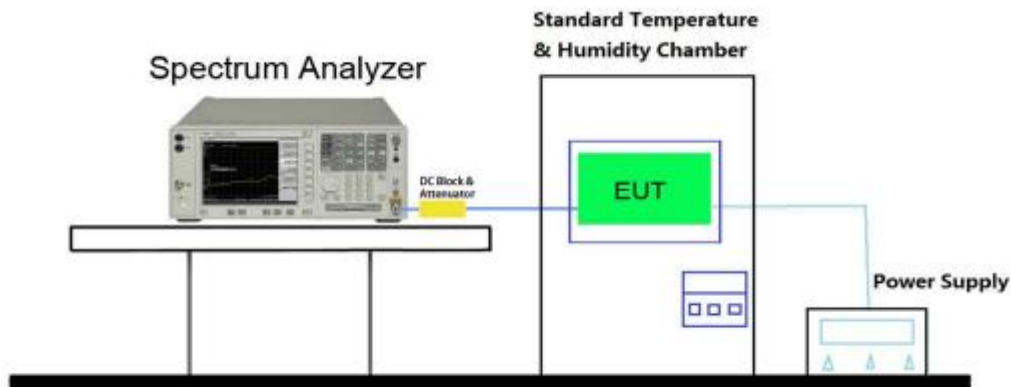 Standard Temperature
& Humidity Chamber
Spectrum Analyzer
DC Block &
Attenuator
EUT
Power Supply